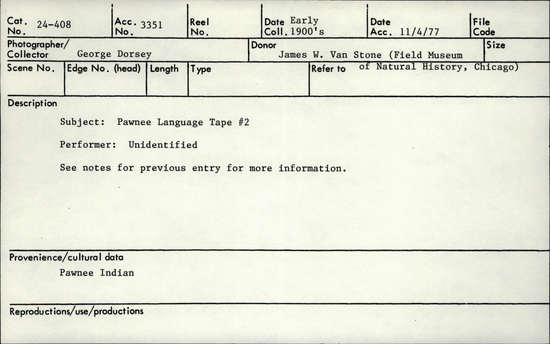 Cat. No. 24-408 Acc. No. 3351 Reel No. Date Coll. Early 1900's Date Acc. 11/4/77 File Code
Photographer/ Collector George Dorsey Donor James W. Van Stone (Field Museum of Natural History, Chicago) Size
Scene No. Edge No. (head) Length Type Refer to
Description
Subject: Pawnee Language Tape #2
Performer: Unidentified
See notes for previous entry for more information.
Provenience/cultural data
Pawnee Indian
Reproductions/use/productions